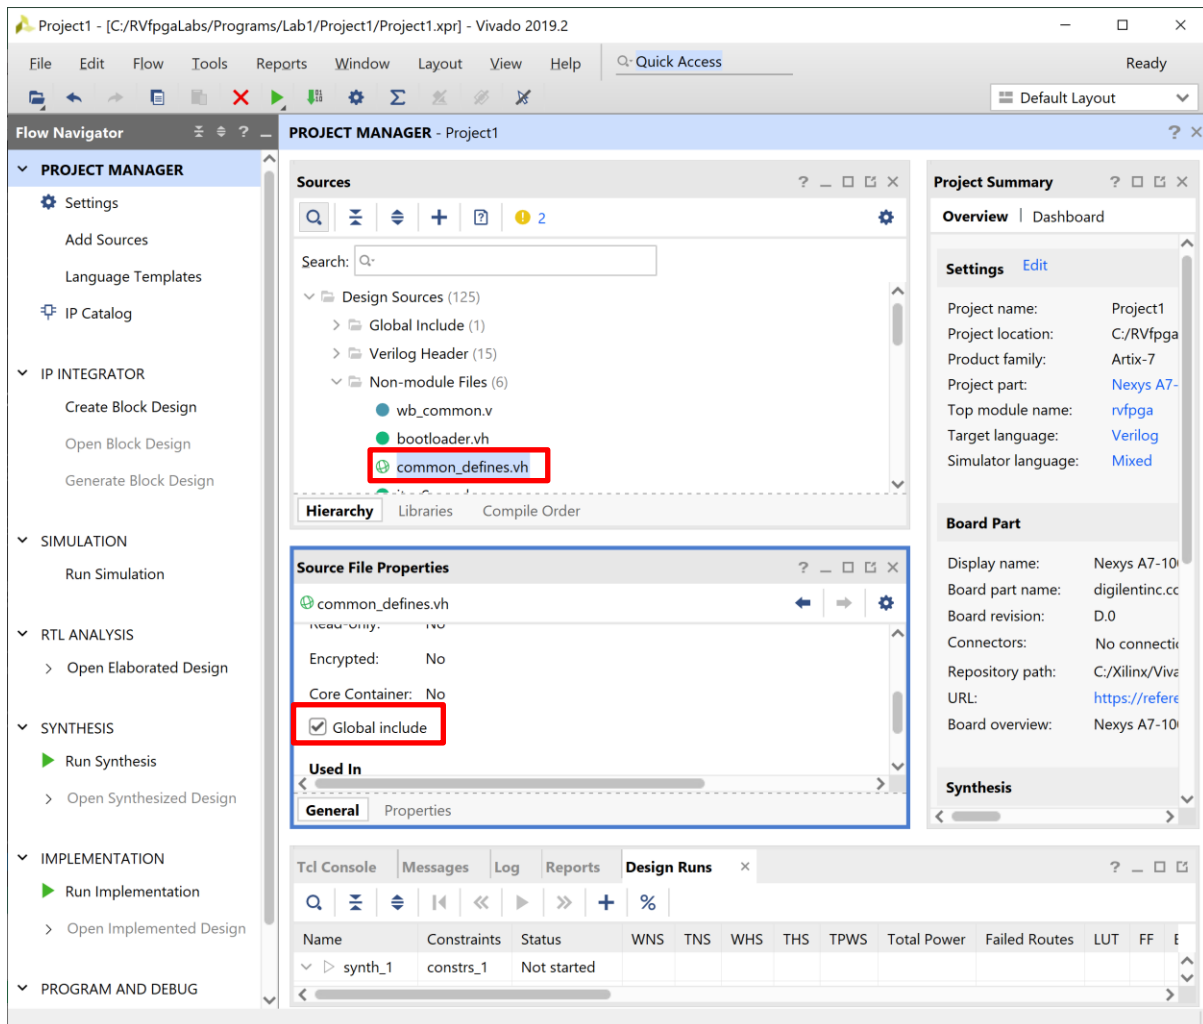 Project1 - [C:/RVfpgaLabs/Programs/Lab1/Project1/Project1.xpr] - Vivado 2019.2
File Edit Flow Tools Reports Window Layout View Help Quick Access Ready
Default Layout
Flow Navigator
PROJECT MANAGER
Settings
Add Sources
Language Templates
IP Catalog
IP INTEGRATOR
Create Block Design
Open Block Design
Generate Block Design
SIMULATION
Run Simulation
RTL ANALYSIS
Open Elaborated Design
SYNTHESIS
Run Synthesis
Open Synthesized Design
IMPLEMENTATION
Run Implementation
Open Implemented Design
PROGRAM AND DEBUG
PROJECT MANAGER - Project1
Sources
2
Search:
Design Sources (125)
Global Include (1)
Verilog Header (15)
Non-module Files (6)
wb_common.v
bootloader.vh
common_defines.vh
Hierarchy Libraries Compile Order
Source File Properties
common_defines.vh
Read-only: No
Encrypted: No
Core Container: No
Global include
Used In
General Properties
Project Summary
Overview | Dashboard
Settings Edit
Project name: Project1
Project location: C:/RVfpga
Product family: Artix-7
Project part: Nexys A7-
Top module name: rvfpga
Target language: Verilog
Simulator language: Mixed
Board Part
Display name: Nexys A7-10
Board part name: digilentinc.co
Board revision: D.0
Connectors: No connectio
Repository path: C:/Xilinx/Viva
URL: https://refere
Board overview: Nexys A7-10
Synthesis
Tcl Console Messages Log Reports Design Runs
Name Constraints Status WNS TNS WHS THS TPWS Total Power Failed Routes LUT FF
synth_1 constrs_1 Not started